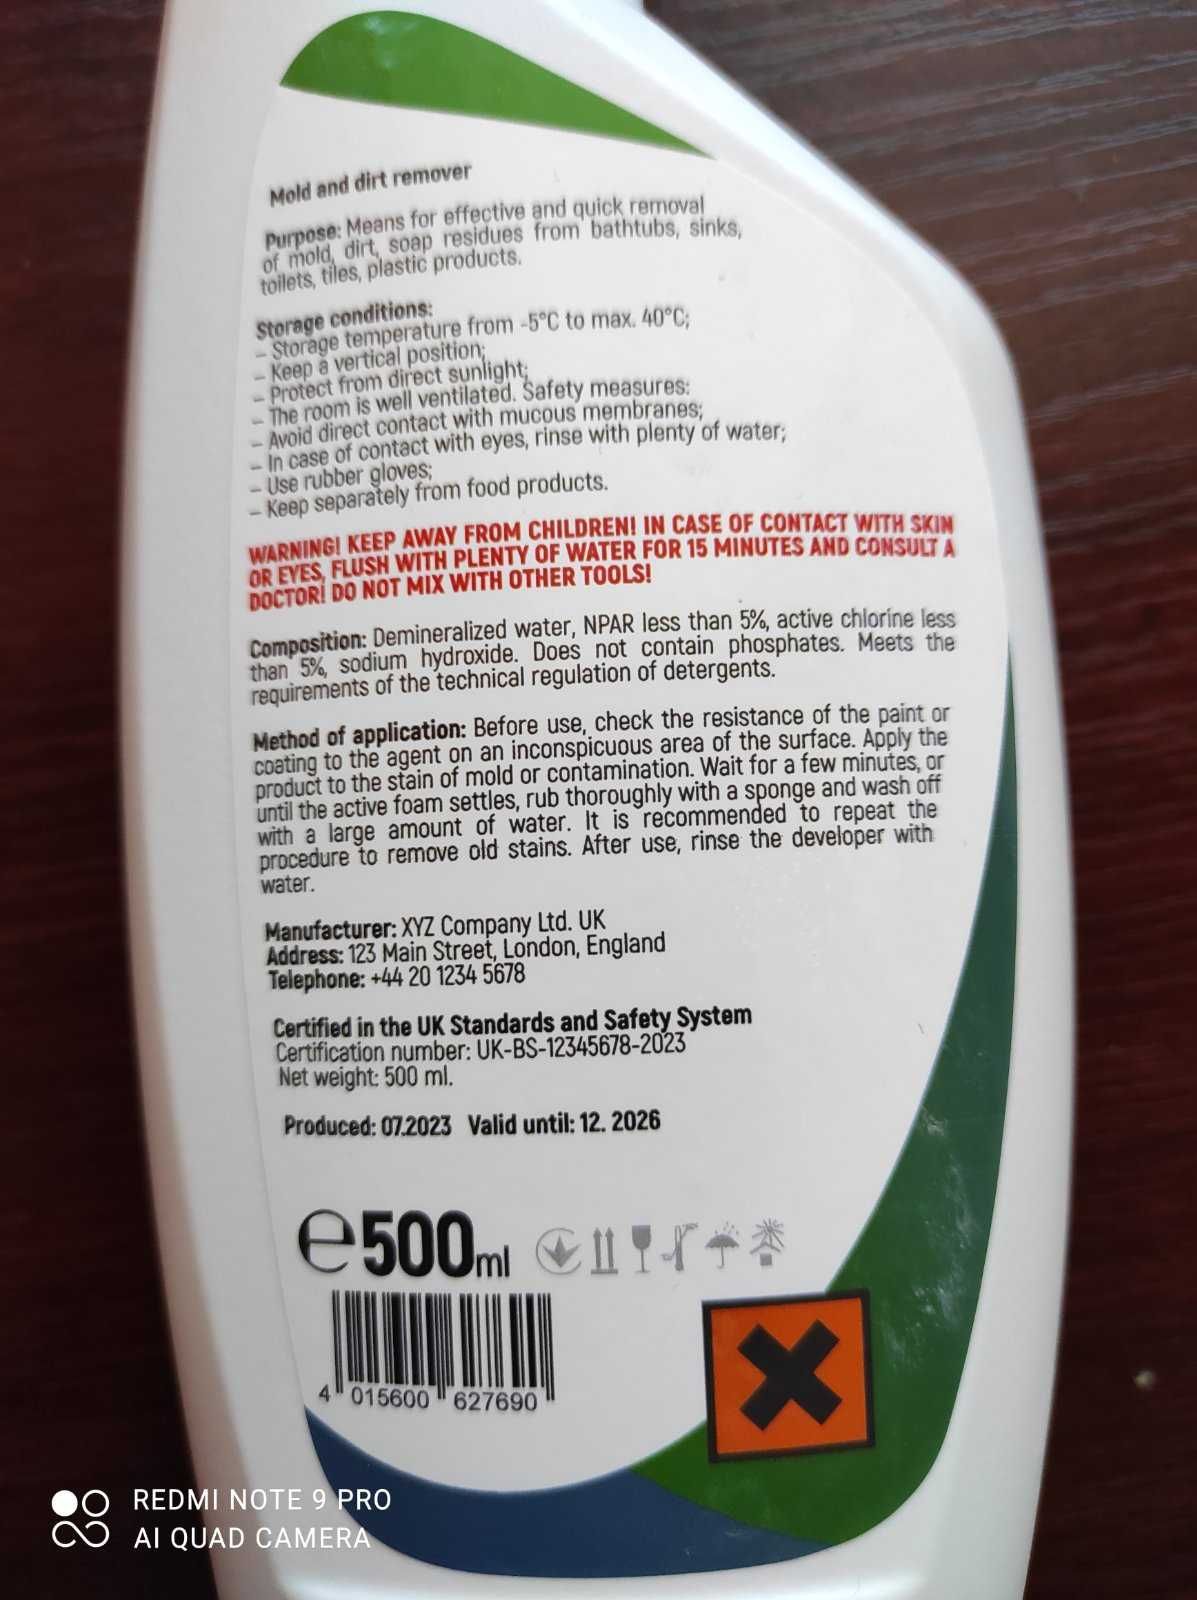 Mold and dirt remover
Purpose: Means for effective and quick removal
of mold, dirt, soap residues from bathtubs, sinks,
toilets, tiles, plastic products.
Storage conditions:
– Storage temperature from -5°C to max. 40°C;
– Keep a vertical position;
– Protect from direct sunlight;
– The room is well ventilated. Safety measures:
– Avoid direct contact with mucous membranes;
– In case of contact with eyes, rinse with plenty of water;
– Use rubber gloves;
– Keep separately from food products.
WARNING! KEEP AWAY FROM CHILDREN! IN CASE OF CONTACT WITH SKIN
OR EYES, FLUSH WITH PLENTY OF WATER FOR 15 MINUTES AND CONSULT A
DOCTOR! DO NOT MIX WITH OTHER TOOLS!
Composition: Demineralized water, NPAR less than 5%, active chlorine less
than 5%, sodium hydroxide. Does not contain phosphates. Meets the
requirements of the technical regulation of detergents.
Method of application: Before use, check the resistance of the paint or
coating to the agent on an inconspicuous area of the surface. Apply the
product to the stain of mold or contamination. Wait for a few minutes, or
until the active foam settles, rub thoroughly with a sponge and wash off
with a large amount of water. It is recommended to repeat the
procedure to remove old stains. After use, rinse the developer with
water.
Manufacturer: XYZ Company Ltd. UK
Address: 123 Main Street, London, England
Telephone: +44 20 1234 5678
Certified in the UK Standards and Safety System
Certification number: UK-BS-12345678-2023
Net weight: 500 ml.
Produced: 07.2023 Valid until: 12. 2026
℮500ml
4 015600 627690
REDMI NOTE 9 PRO
AI QUAD CAMERA